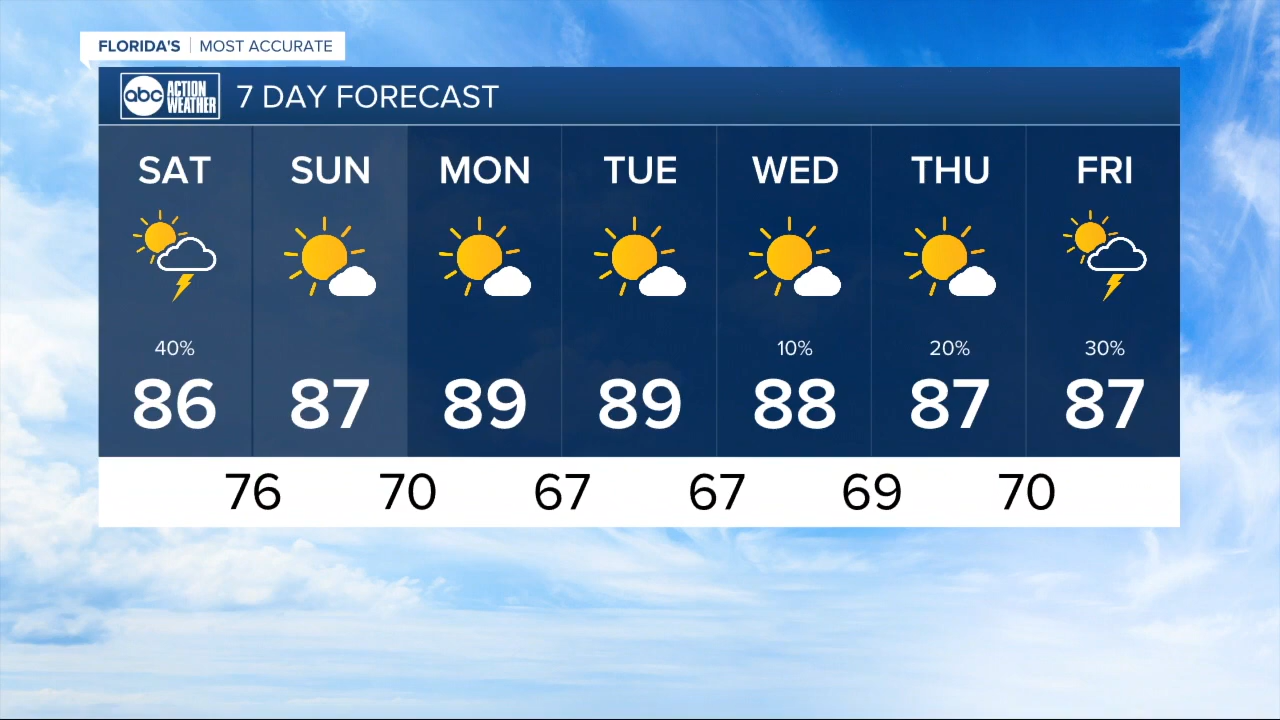 FLORIDA'S | MOST ACCURATE
abc ACTION WEATHER 7 DAY FORECAST
SAT SUN MON TUE WED THU FRI
40% 10% 20% 30%
86 87 89 89 88 87 87
76 70 67 67 69 70